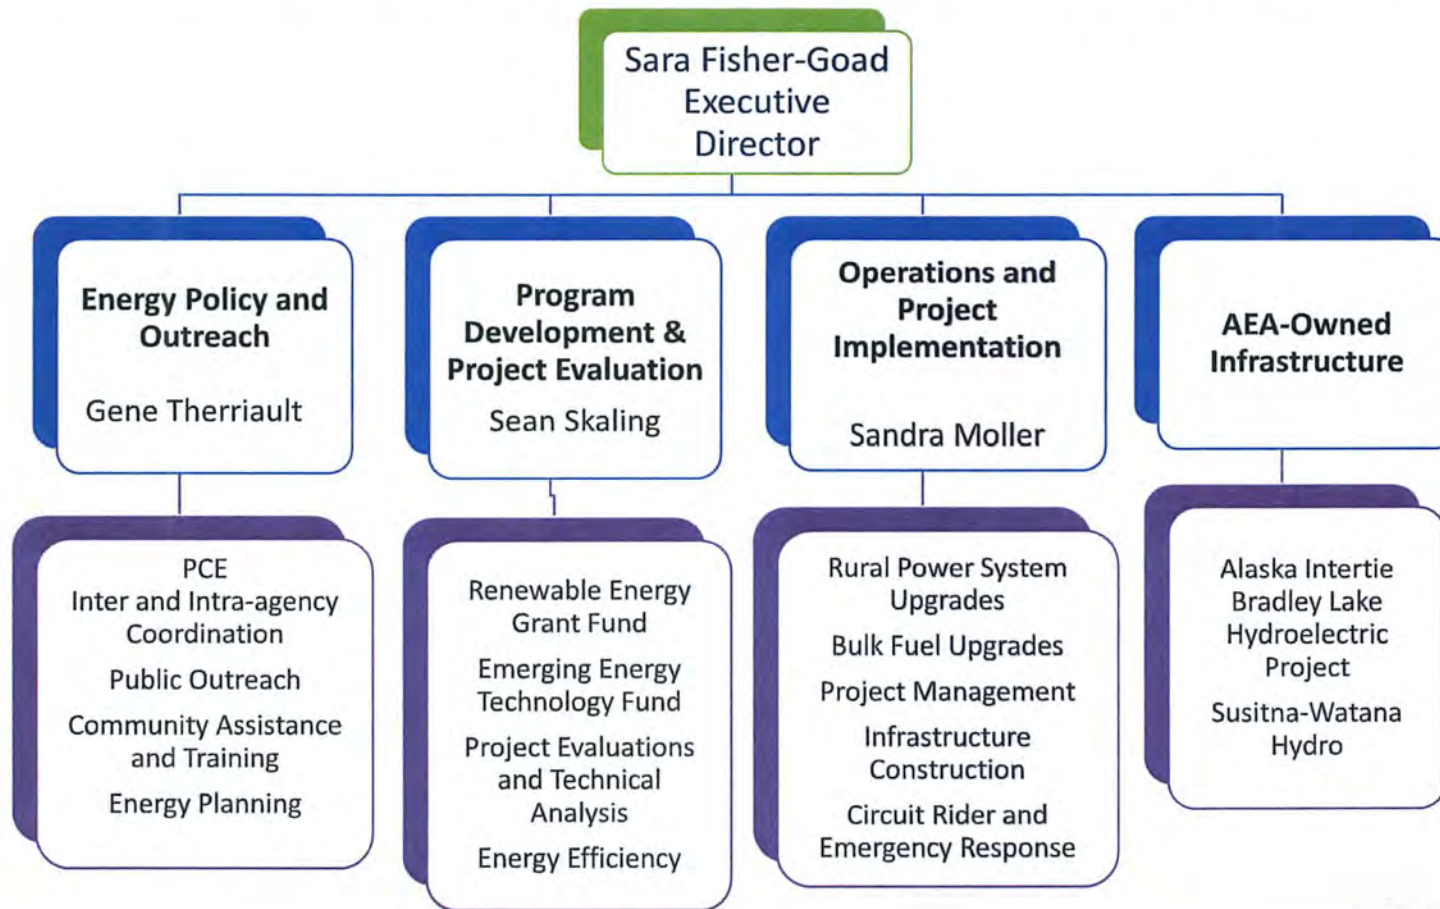 Sara Fisher-Goad
Executive
Director
Energy Policy and
Outreach
Gene Therriault
Program
Development &
Project Evaluation
Sean Skaling
Operations and
Project
Implementation
Sandra Moller
AEA-Owned
Infrastructure
PCE
Inter and Intra-agency
Coordination
Public Outreach
Community Assistance
and Training
Energy Planning
Renewable Energy
Grant Fund
Emerging Energy
Technology Fund
Project Evaluations
and Technical
Analysis
Energy Efficiency
Rural Power System
Upgrades
Bulk Fuel Upgrades
Project Management
Infrastructure
Construction
Circuit Rider and
Emergency Response
Alaska Intertie
Bradley Lake
Hydroelectric
Project
Susitna-Watana
Hydro